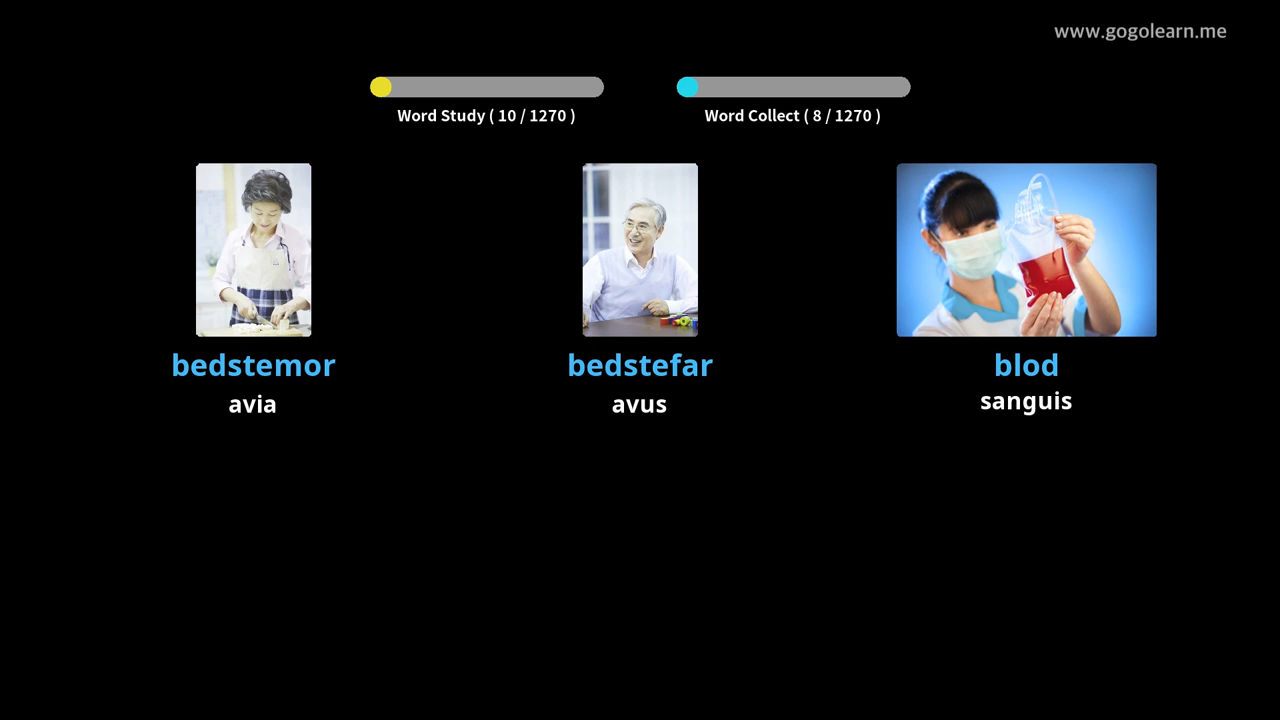 www.gogolearn.me
Word Study ( 10 / 1270 )
Word Collect ( 8 / 1270 )
bedstemor
avia
bedstefar
avus
blod
sanguis